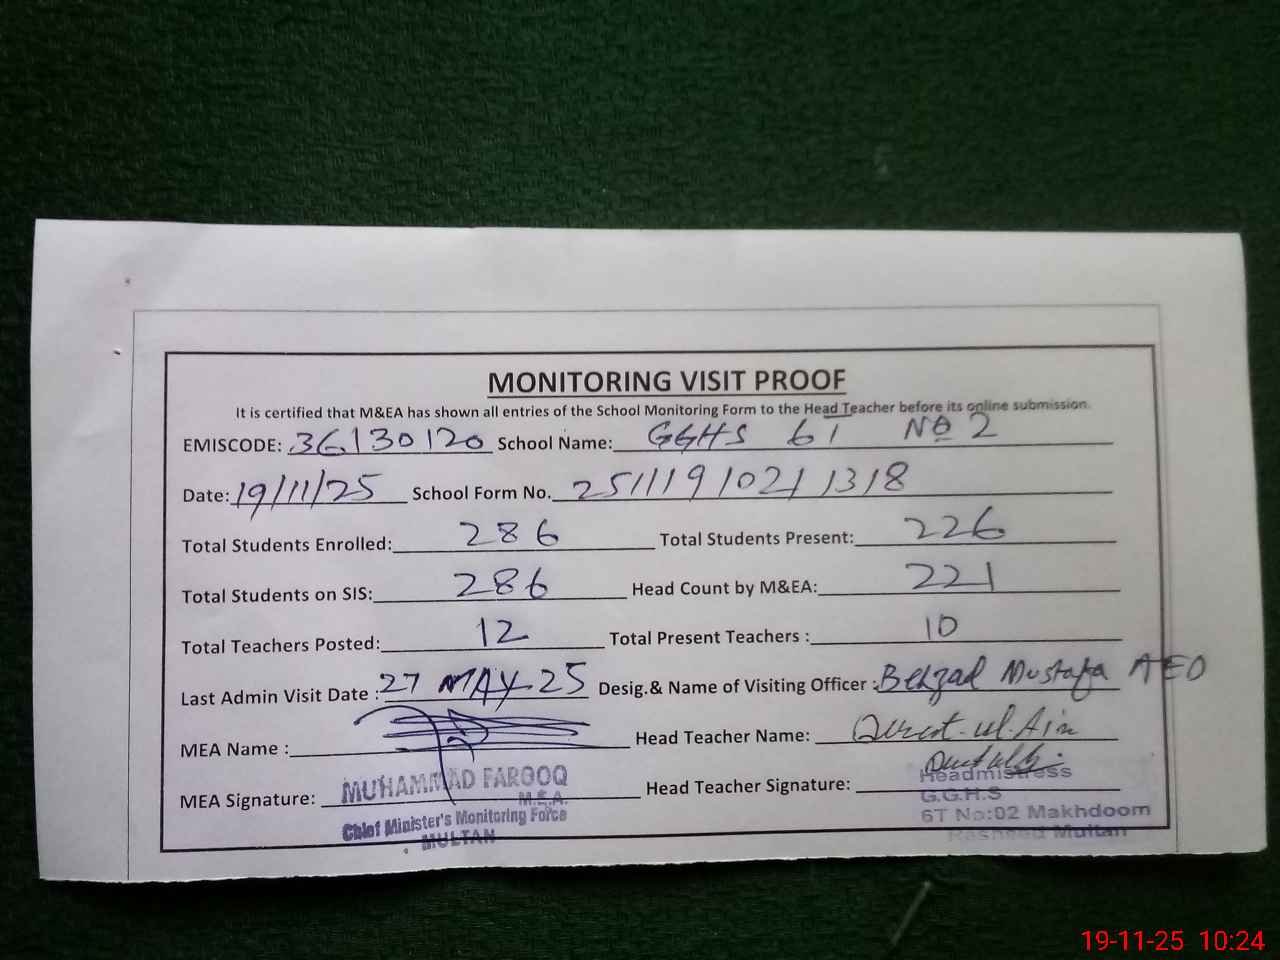 MONITORING VISIT PROOF
It is certified that M&EA has shown all entries of the School Monitoring Form to the Head Teacher before its online submission.
EMISCODE: 36130120 School Name: GGHS 6T No 2
Date: 19/11/25 School Form No. 25111910211318
Total Students Enrolled: 286 Total Students Present: 226
Total Students on SIS: 286 Head Count by M&EA: 221
Total Teachers Posted: 12 Total Present Teachers : 10
Last Admin Visit Date : 27 MAY 25 Desig.& Name of Visiting Officer : Behzad Mustafa AEO
MEA Name : Head Teacher Name: Qurat-ul-Ain
MEA Signature: Head Teacher Signature:
MUHAMMAD FAROOQ
M.E.A.
Chief Minister's Monitoring Force
MULTAN
Headmistress
G.G.H.S
6T No:02 Makhdoom
Rasheed Multan
19-11-25 10:24